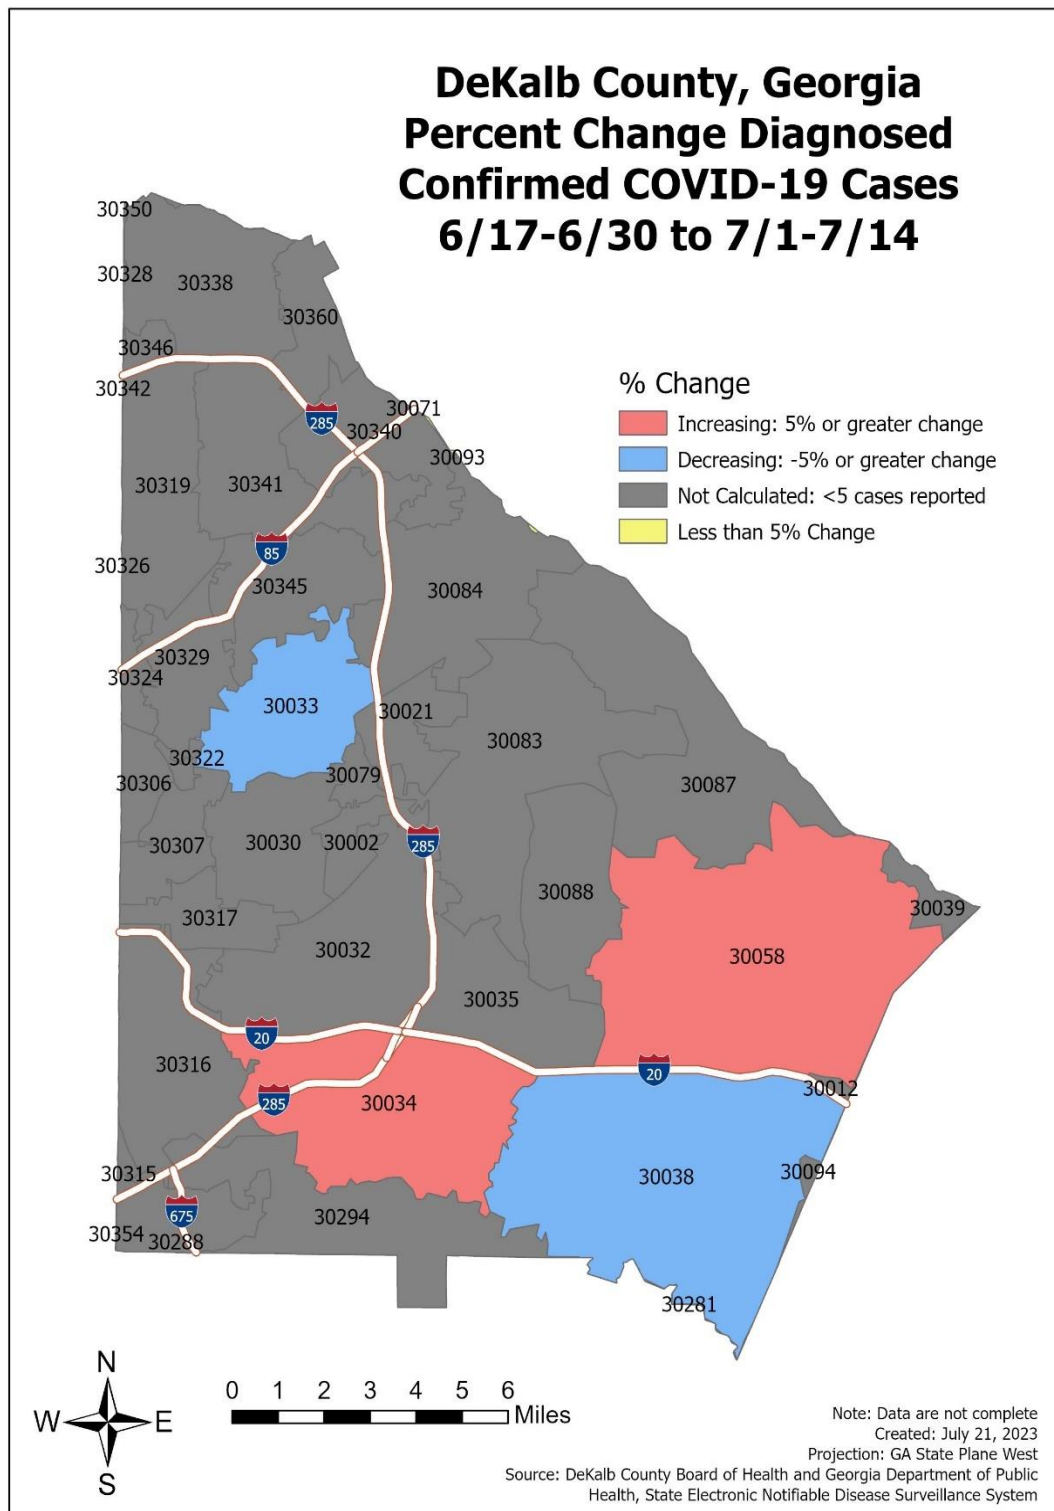 DeKalb County, Georgia
Percent Change Diagnosed
Confirmed COVID-19 Cases
6/17-6/30 to 7/1-7/14
% Change
Increasing: 5% or greater change
Decreasing: -5% or greater change
Not Calculated: <5 cases reported
Less than 5% Change
30350
30328
30338
30360
30346
30342
30071
285
30340
30093
30319
30341
85
30326
30345
30084
30329
30324
30033
30021
30083
30322
30079
30306
30087
30307
30030
30002
285
30088
30039
30317
30032
30058
30035
20
30316
20
30012
285
30034
30315
30038
30094
675
30294
30354
30288
30281
N
W
E
S
0 1 2 3 4 5 6
Miles
Note: Data are not complete
Created: July 21, 2023
Projection: GA State Plane West
Source: DeKalb County Board of Health and Georgia Department of Public
Health, State Electronic Notifiable Disease Surveillance System